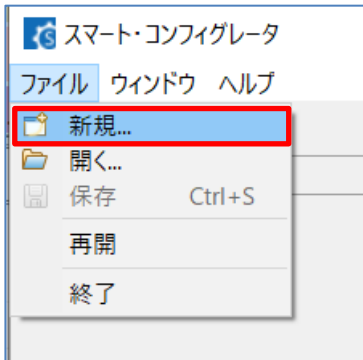 スマート・コンフィグレータ
ファイル ウィンドウ ヘルプ
新規...
開く...
保存 Ctrl+S
再開
終了